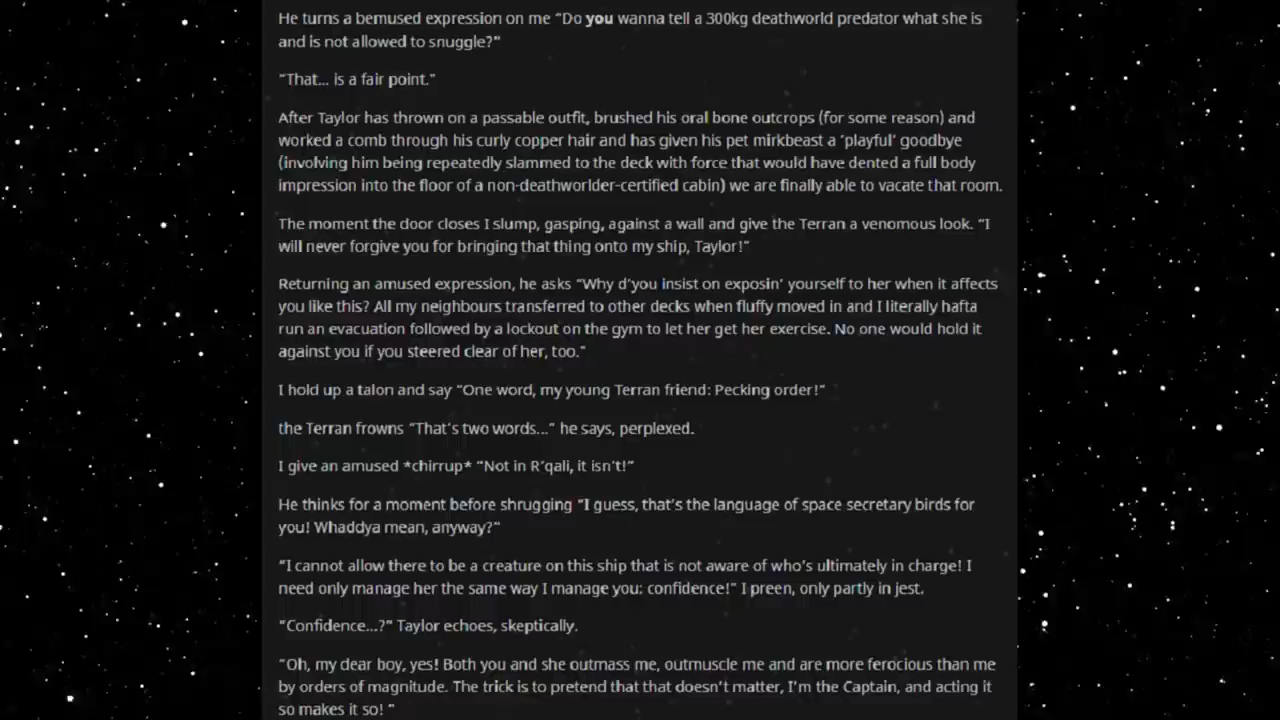 He turns a bemused expression on me “Do you wanna tell a 300kg deathworld predator what she is
and is not allowed to snuggle?”
“That... is a fair point.”
After Taylor has thrown on a passable outfit, brushed his oral bone outcrops (for some reason) and
worked a comb through his curly copper hair and has given his pet mirkbeast a ‘playful’ goodbye
(involving him being repeatedly slammed to the deck with force that would have dented a full body
impression into the floor of a non-deathworlder-certified cabin) we are finally able to vacate that room.
The moment the door closes I slump, gasping, against a wall and give the Terran a venomous look. “I
will never forgive you for bringing that thing onto my ship, Taylor!”
Returning an amused expression, he asks “Why d’you insist on exposin’ yourself to her when it affects
you like this? All my neighbours transferred to other decks when fluffy moved in and I literally hafta
run an evacuation followed by a lockout on the gym to let her get her exercise. No one would hold it
against you if you steered clear of her, too.”
I hold up a talon and say “One word, my young Terran friend: Pecking order!”
the Terran frowns “That’s two words...” he says, perplexed.
I give an amused *chirrup* “Not in R’qali, it isn’t!”
He thinks for a moment before shrugging “I guess, that’s the language of space secretary birds for
you! Whaddya mean, anyway?”
“I cannot allow there to be a creature on this ship that is not aware of who’s ultimately in charge! I
need only manage her the same way I manage you: confidence!” I preen, only partly in jest.
“Confidence...?” Taylor echoes, skeptically.
“Oh, my dear boy, yes! Both you and she outmass me, outmuscle me and are more ferocious than me
by orders of magnitude. The trick is to pretend that that doesn’t matter, I’m the Captain, and acting it
so makes it so! ”